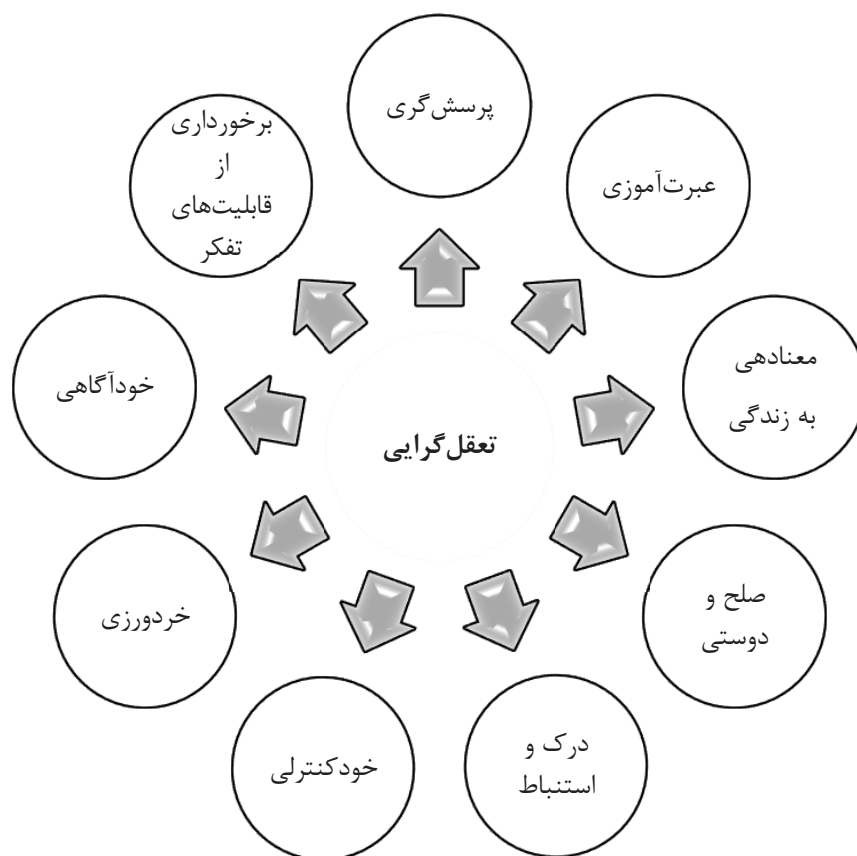 پرسش‌گری
عبرت‌آموزی
معنادهی
به زندگی
صلح و
دوستی
درک و
استنباط
خودکنترلی
خردورزی
خودآگاهی
برخورداری
از
قابلیت‌های
تفکر
تعقل‌گرایی